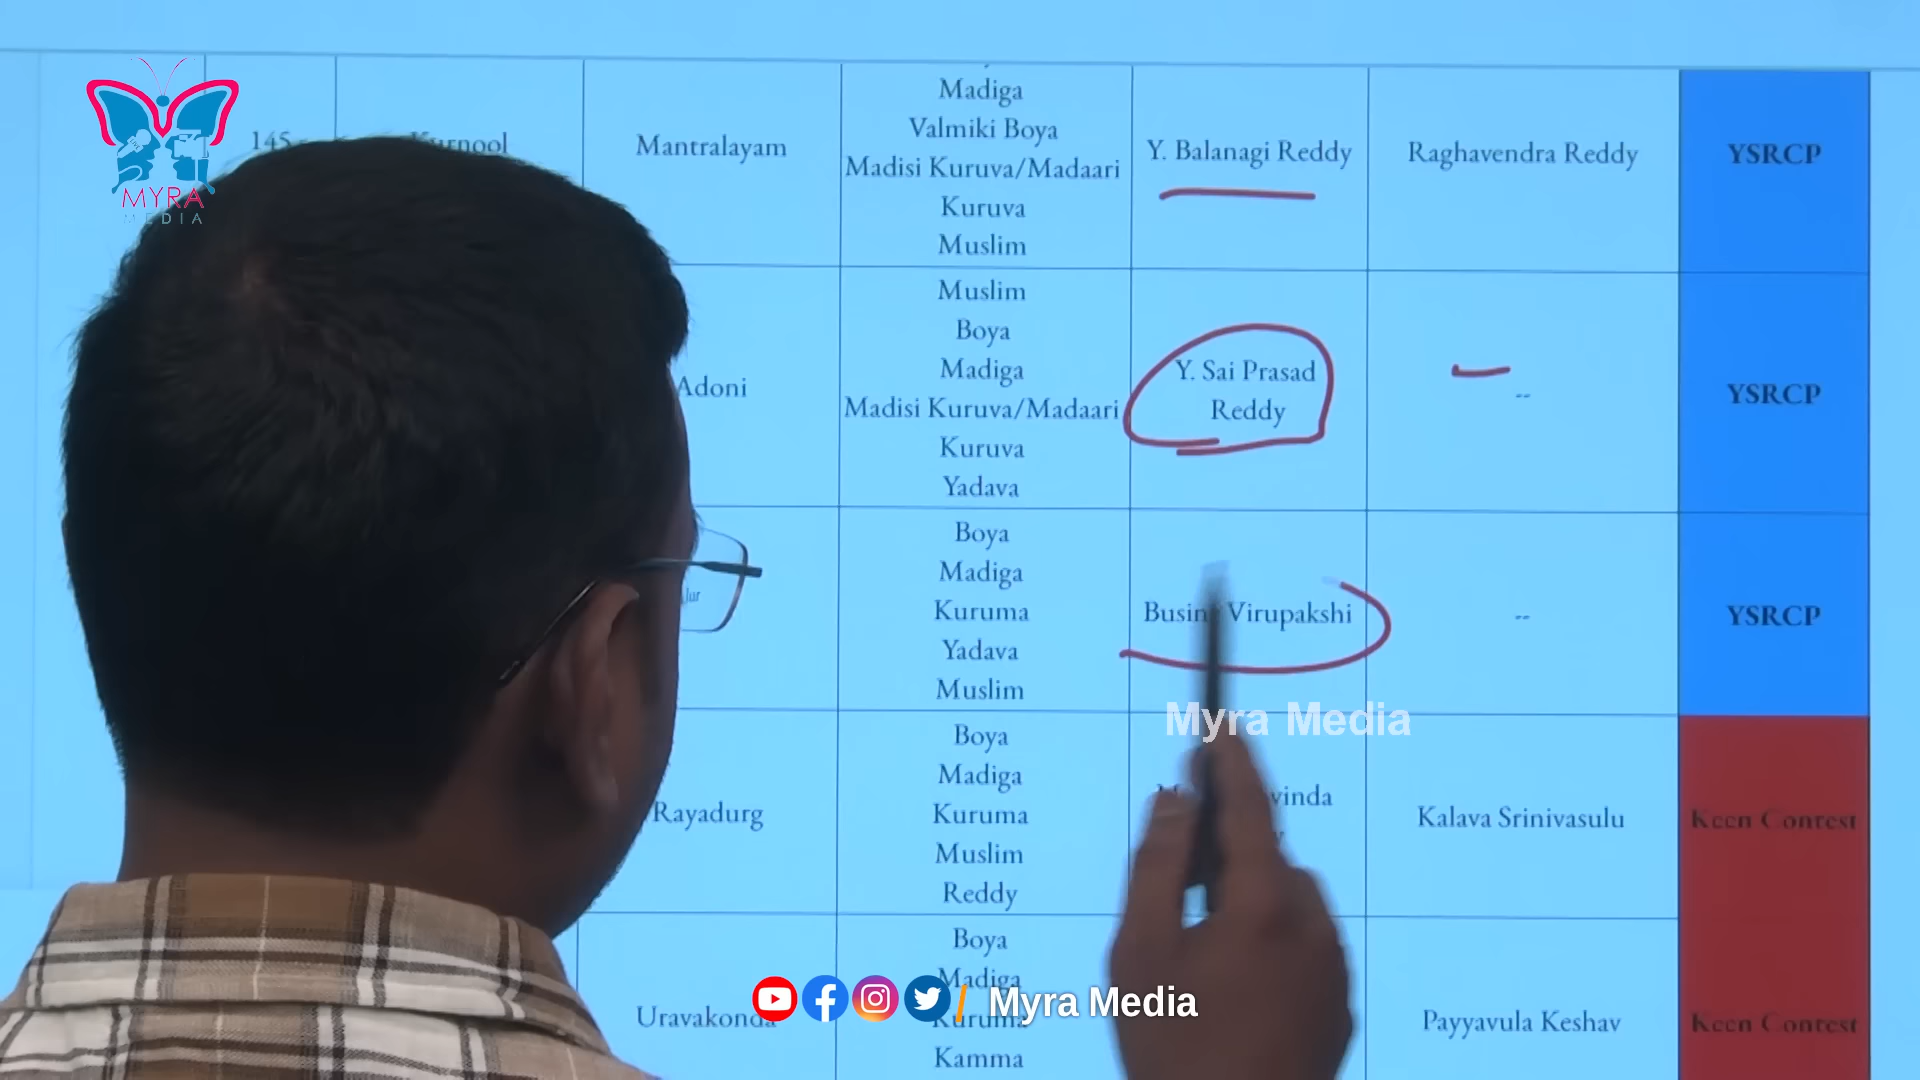 MYRA
MEDIA
145
Mantralayam
Madiga
Valmiki Boya
Madisi Kuruva/Madaari
Kuruva
Muslim
Y. Balanagi Reddy
Raghavendra Reddy
YSRCP
Adoni
Muslim
Boya
Madiga
Madisi Kuruva/Madaari
Kuruva
Yadava
Y. Sai Prasad
Reddy
--
YSRCP
Boya
Madiga
Kuruma
Yadava
Muslim
Virupakshi
--
YSRCP
Myra Media
Rayadurg
Boya
Madiga
Kuruma
Muslim
Reddy
Kalava Srinivasulu
Keen Contest
Uravakonda
Boya
Madiga
Kuruma
Kamma
Payyavula Keshav
Keen Contest
/ Myra Media